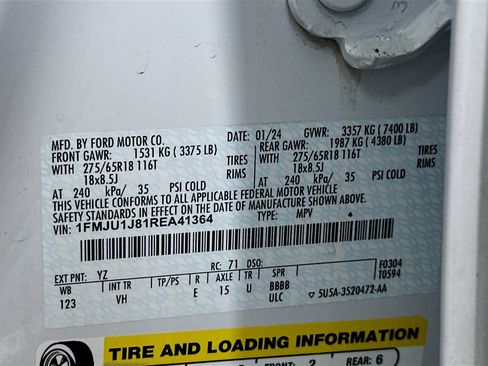 MFD. BY FORD MOTOR CO.
DATE: 01/24 GVWR: 3357 KG ( 7400 LB)
FRONT GAWR: 1531 KG ( 3375 LB) REAR GAWR: 1987 KG ( 4380 LB)
WITH 275/65R18 116T TIRES WITH 275/65R18 116T TIRES
18x8.5J RIMS 18x8.5J RIMS
AT 240 kPa/ 35 PSI COLD AT 240 kPa/ 35 PSI COLD
THIS VEHICLE CONFORMS TO ALL APPLICABLE FEDERAL MOTOR VEHICLE
SAFETY STANDARDS IN EFFECT ON THE DATE OF MANUFACTURE SHOWN ABOVE.
VIN: 1FMJU1J81REA41364 TYPE: MPV
EXT PNT: YZ RC: 71 DSO: F0304
WB INT TR TP/PS R AXLE TR SPR T0594
123 VH E 15 U BBBB
ULC ▽ 5U5A-3520472-AA
TIRE AND LOADING INFORMATION
FRONT: 2 REAR: 6